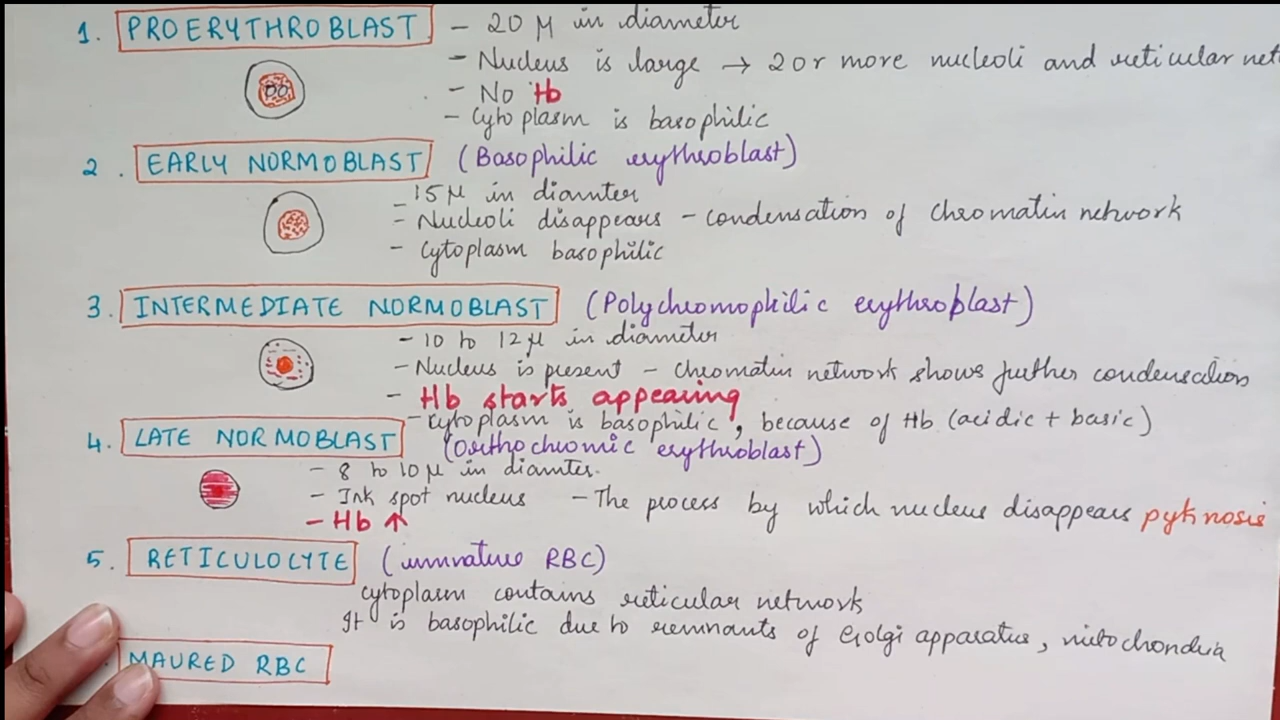 1. PROERYTHROBLAST - 20 μ in diameter
- Nucleus is large → 2 or more nucleoli and reticular net
- No Hb
- Cytoplasm is basophilic
2. EARLY NORMOBLAST (Basophilic erythroblast)
- 15 μ in diamter
- Nucleoli disappears - condensation of chromatin network
- Cytoplasm basophilic
3. INTERMEDIATE NORMOBLAST (Polychromophilic erythroblast)
- 10 to 12 μ in diameter
- Nucleus is present - chromatin network shows further condensation
- Hb starts appearing
- cytoplasm is basophilic, because of Hb (acidic + basic)
4. LATE NORMOBLAST (Orthochromic erythroblast)
- 8 to 10 μ in diamter.
- Ink spot nucleus - The process by which nucleus disappears pyknosis
- Hb ↑
5. RETICULOCYTE (immature RBC)
cytoplasm contains reticular network
It is basophilic due to remnants of Golgi apparatus, mitochondria
MAURED RBC